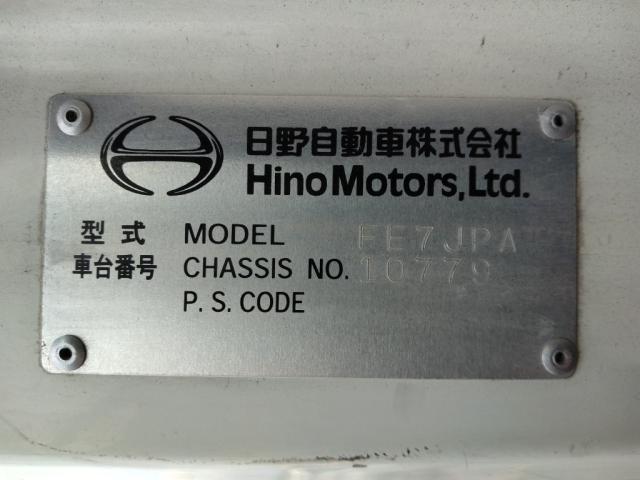 日野自動車株式会社
Hino Motors, Ltd.
型式 MODEL FE7JPA
車台番号 CHASSIS NO. 10779
P. S. CODE